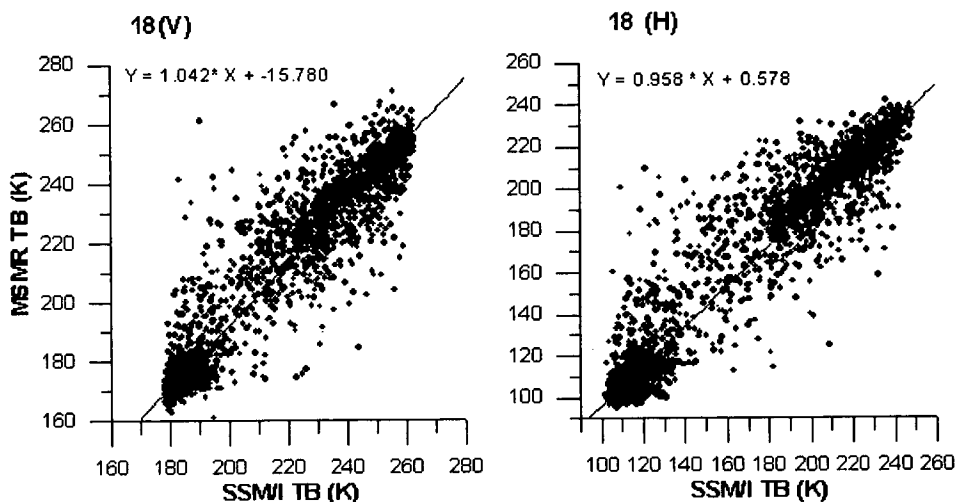 18(V)
280
Y = 1.042* X + -15.780
260
240
220
200
180
160
MSMR TB (K)
160 180 200 220 240 260 280
SSM/I TB (K)
18 (H)
260
Y = 0.958 * X + 0.578
240
220
200
180
160
140
120
100
100 120 140 160 180 200 220 240 260
SSM/I TB (K)